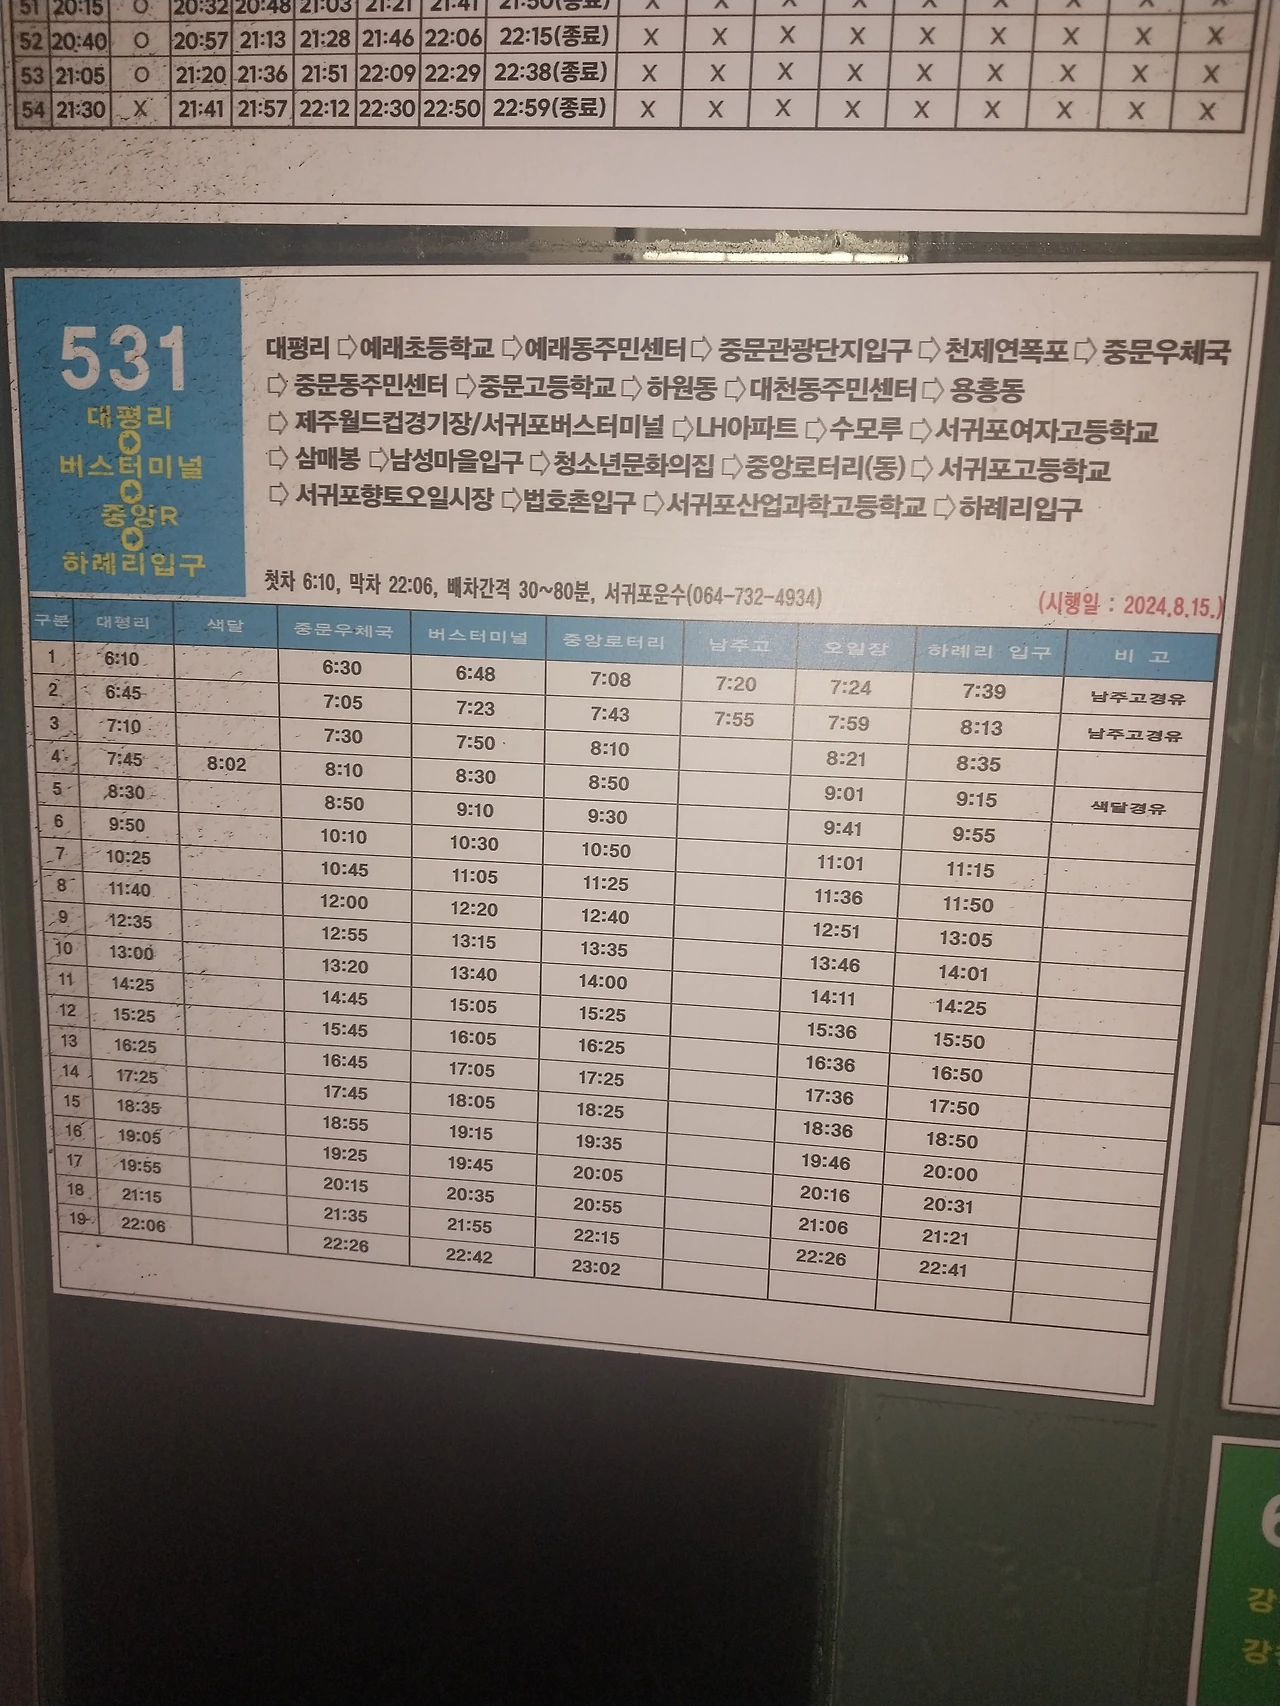 51 20:15 O 20:32 20:48 21:03 21:21 21:41 21:50(종료) X X X X X X X X X
52 20:40 O 20:57 21:13 21:28 21:46 22:06 22:15(종료) X X X X X X X X X
53 21:05 O 21:20 21:36 21:51 22:09 22:29 22:38(종료) X X X X X X X X X
54 21:30 X 21:41 21:57 22:12 22:30 22:50 22:59(종료) X X X X X X X X X
531
대평리
버스터미널
중앙R
하례리입구
대평리 ⇨예래초등학교 ⇨예래동주민센터⇨ 중문관광단지입구 ⇨천제연폭포⇨ 중문우체국
⇨ 중문동주민센터 ⇨중문고등학교⇨ 하원동 ⇨대천동주민센터⇨ 용흥동
⇨ 제주월드컵경기장/서귀포버스터미널 ⇨LH아파트 ⇨수모루 ⇨서귀포여자고등학교
⇨ 삼매봉 ⇨남성마을입구 ⇨청소년문화의집 ⇨중앙로터리(동)⇨ 서귀포고등학교
⇨ 서귀포향토오일시장 ⇨법호촌입구 ⇨서귀포산업과학고등학교 ⇨하례리입구
첫차 6:10, 막차 22:06, 배차간격 30~80분, 서귀포운수(064-732-4934)
(시행일 : 2024.8.15.)
구분 대평리 색달 중문우체국 버스터미널 중앙로터리 남주고 오일장 하례리 입구 비 고
1 6:10 6:30 6:48 7:08 7:20 7:24 7:39 남주고경유
2 6:45 7:05 7:23 7:43 7:55 7:59 8:13 남주고경유
3 7:10 7:30 7:50 8:10 8:21 8:35
4 7:45 8:02 8:10 8:30 8:50 9:01 9:15 색달경유
5 8:30 8:50 9:10 9:30 9:41 9:55
6 9:50 10:10 10:30 10:50 11:01 11:15
7 10:25 10:45 11:05 11:25 11:36 11:50
8 11:40 12:00 12:20 12:40 12:51 13:05
9 12:35 12:55 13:15 13:35 13:46 14:01
10 13:00 13:20 13:40 14:00 14:11 14:25
11 14:25 14:45 15:05 15:25 15:36 15:50
12 15:25 15:45 16:05 16:25 16:36 16:50
13 16:25 16:45 17:05 17:25 17:36 17:50
14 17:25 17:45 18:05 18:25 18:36 18:50
15 18:35 18:55 19:15 19:35 19:46 20:00
16 19:05 19:25 19:45 20:05 20:16 20:31
17 19:55 20:15 20:35 20:55 21:06 21:21
18 21:15 21:35 21:55 22:15 22:26 22:41
19 22:06 22:26 22:42 23:02
6
강